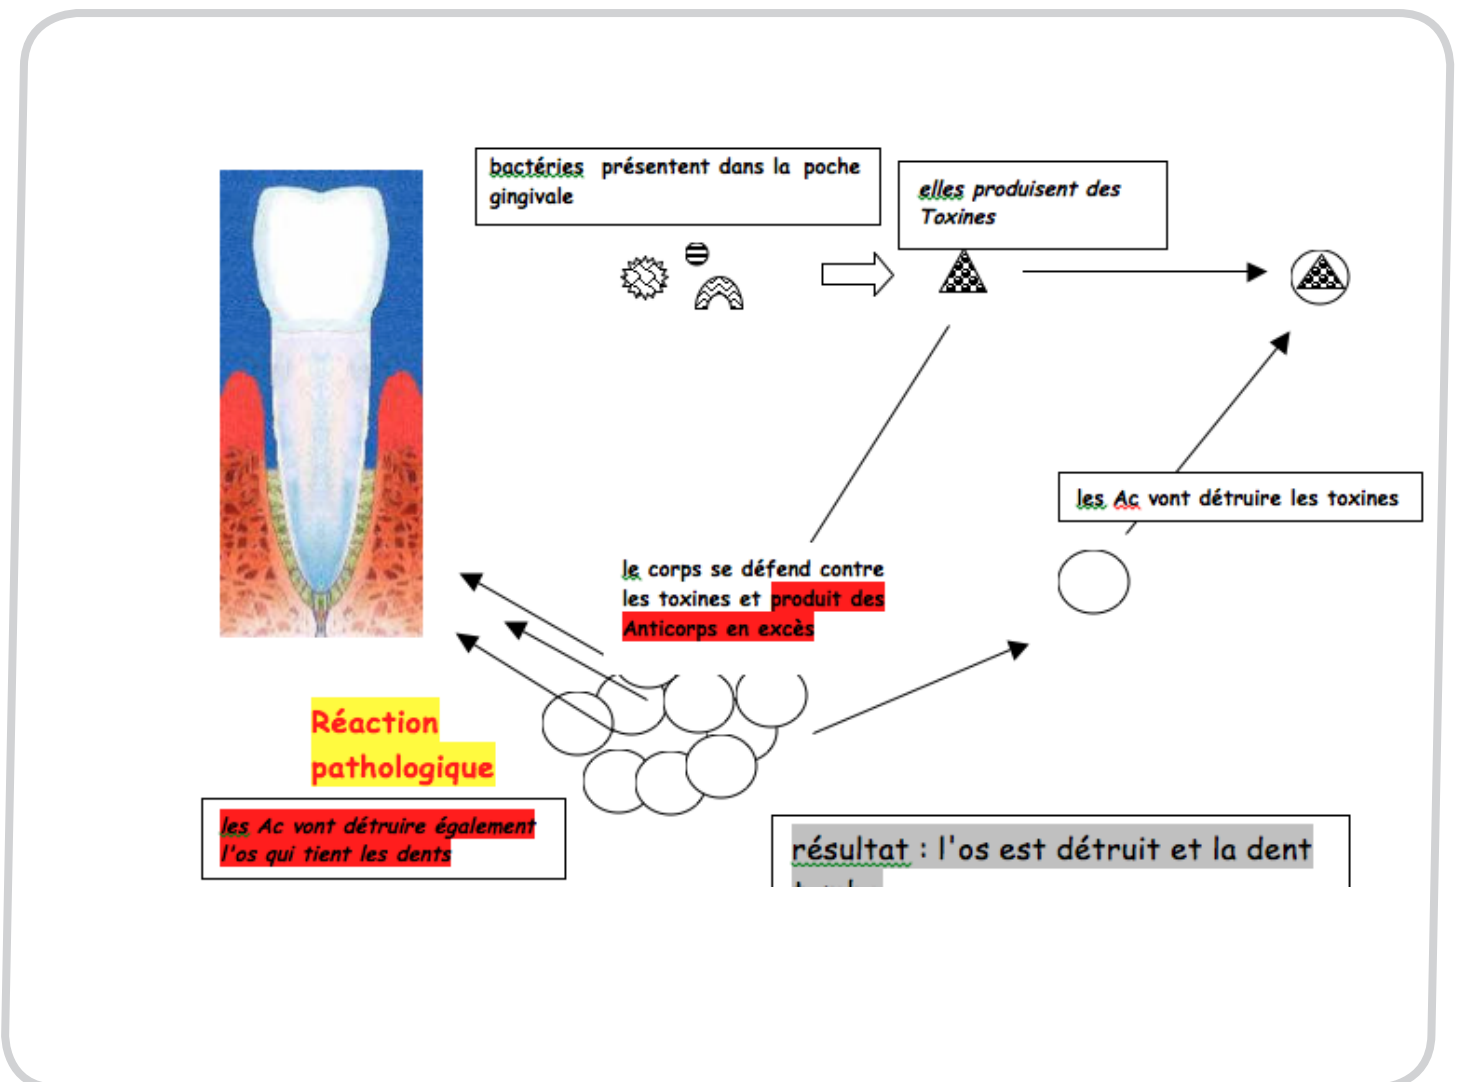 bactéries présentent dans la poche
gingivale
elles produisent des
Toxines
les Ac vont détruire les toxines
le corps se défend contre
les toxines et produit des
Anticorps en excès
Réaction
pathologique
les Ac vont détruire également
l'os qui tient les dents
résultat : l'os est détruit et la dent